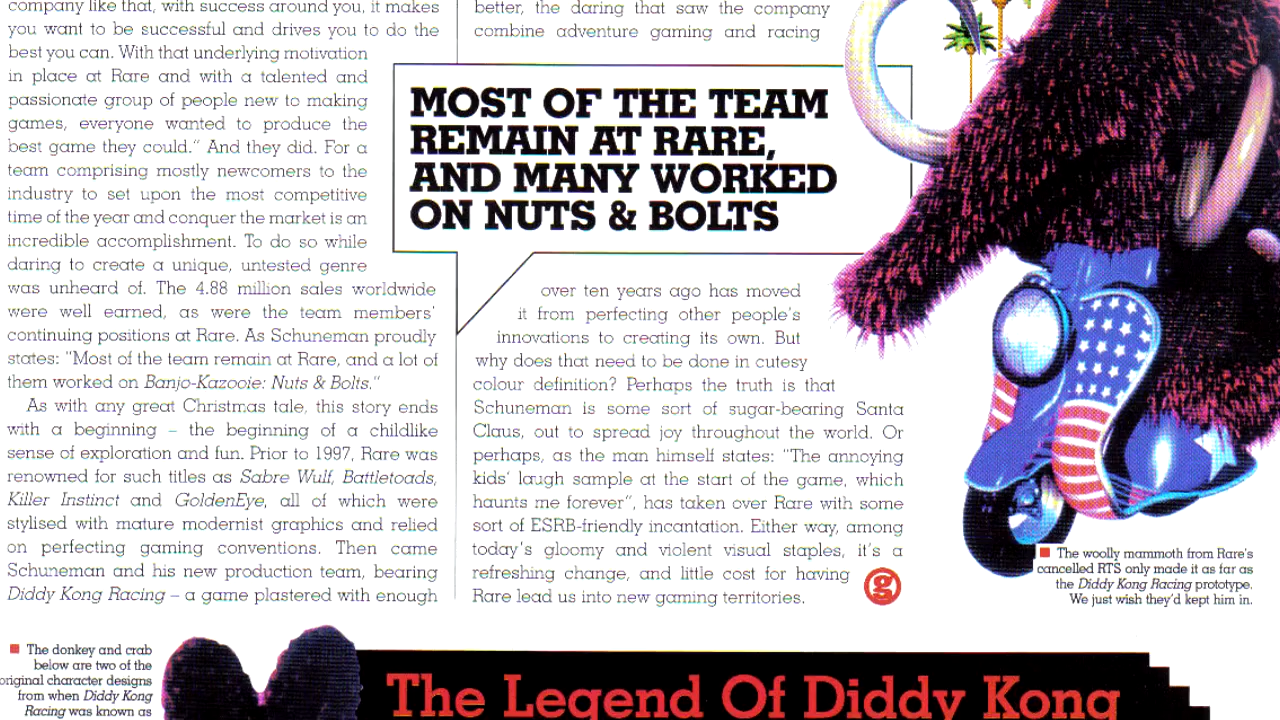 company like that, with success around you, it makes
you want to be successful and drives you to do the
best you can. With that underlying motivation
in place at Rare and with a talented and
passionate group of people new to making
games, everyone wanted to produce the
best game they could." And they did. For a
team comprising mostly newcomers to the
industry to set upon the most competitive
time of the year and conquer the market is an
incredible accomplishment. To do so while
daring to create a unique, untested genre
was unheard of. The 4.88 million sales worldwide
were well earned, as were the team members'
continuing positions at Rare. As Schuneman proudly
states: "Most of the team remain at Rare, and a lot of
them worked on Banjo-Kazooie: Nuts & Bolts."
As with any great Christmas tale, this story ends
with a beginning – the beginning of a childlike
sense of exploration and fun. Prior to 1997, Rare was
renowned for such titles as Sabre Wulf, Battletoads,
Killer Instinct and GoldenEye, all of which were
stylised with mature modernist graphics and relied
on perfecting gaming conventions. Then came
Schuneman and his new production team, bearing
Diddy Kong Racing – a game plastered with enough
better, the daring that saw the company
combine adventure gaming and racing
MOST OF THE TEAM
REMAIN AT RARE,
AND MANY WORKED
ON NUTS & BOLTS
over ten years ago has moved
it from perfecting other people's
innovations to creating its own. But
why does that need to be done in cutesy
colour definition? Perhaps the truth is that
Schuneman is some sort of sugar-bearing Santa
Claus, out to spread joy throughout the world. Or
perhaps, as the man himself states: "The annoying
kids' laugh sample at the start of the game, which
haunts me forever", has taken over Rare with some
sort of ESRB-friendly incantation. Either way, among
today's gloomy and violent visual staples, it's a
refreshing change, and little cost for having
Rare lead us into new gaming territories.
g
The woolly mammoth from Rare's
cancelled RTS only made it as far as
the Diddy Kong Racing prototype.
We just wish they'd kept him in.
The donkey and crab
here are two of the
original character designs
from when Diddy Kong
Racing was known as
The Legend Of Diddy Kong